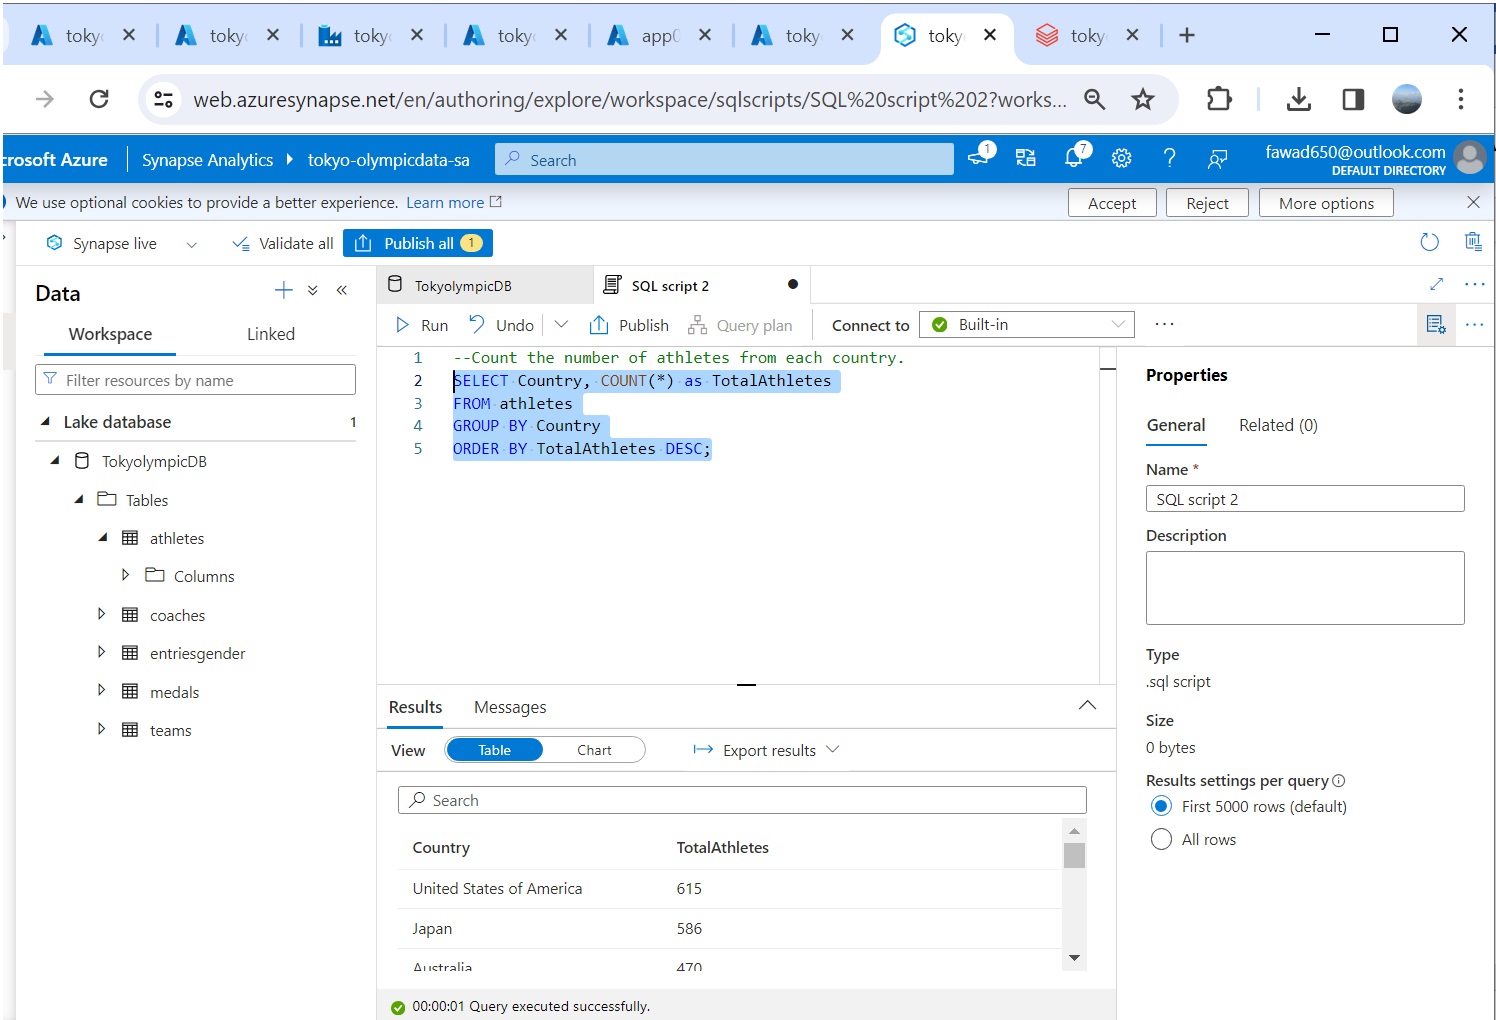 toky
toky
toky
toky
app0
toky
toky
toky
web.azuresynapse.net/en/authoring/explore/workspace/sqlscripts/SQL%20script%202?works...
crosoft Azure
Synapse Analytics
tokyo-olympicdata-sa
Search
1
7
?
fawad650@outlook.com
DEFAULT DIRECTORY
We use optional cookies to provide a better experience. Learn more
Accept
Reject
More options
Synapse live
Validate all
Publish all 1
Data
Workspace
Linked
Filter resources by name
Lake database 1
TokyolympicDB
Tables
athletes
Columns
coaches
entriesgender
medals
teams
TokyolympicDB
SQL script 2
Run
Undo
Publish
Query plan
Connect to
Built-in
1 --Count the number of athletes from each country.
2 SELECT Country, COUNT(*) as TotalAthletes
3 FROM athletes
4 GROUP BY Country
5 ORDER BY TotalAthletes DESC;
Results
Messages
View
Table
Chart
Export results
Search
Country TotalAthletes
United States of America 615
Japan 586
Australia 470
00:00:01 Query executed successfully.
Properties
General
Related (0)
Name *
SQL script 2
Description
Type
.sql script
Size
0 bytes
Results settings per query
First 5000 rows (default)
All rows